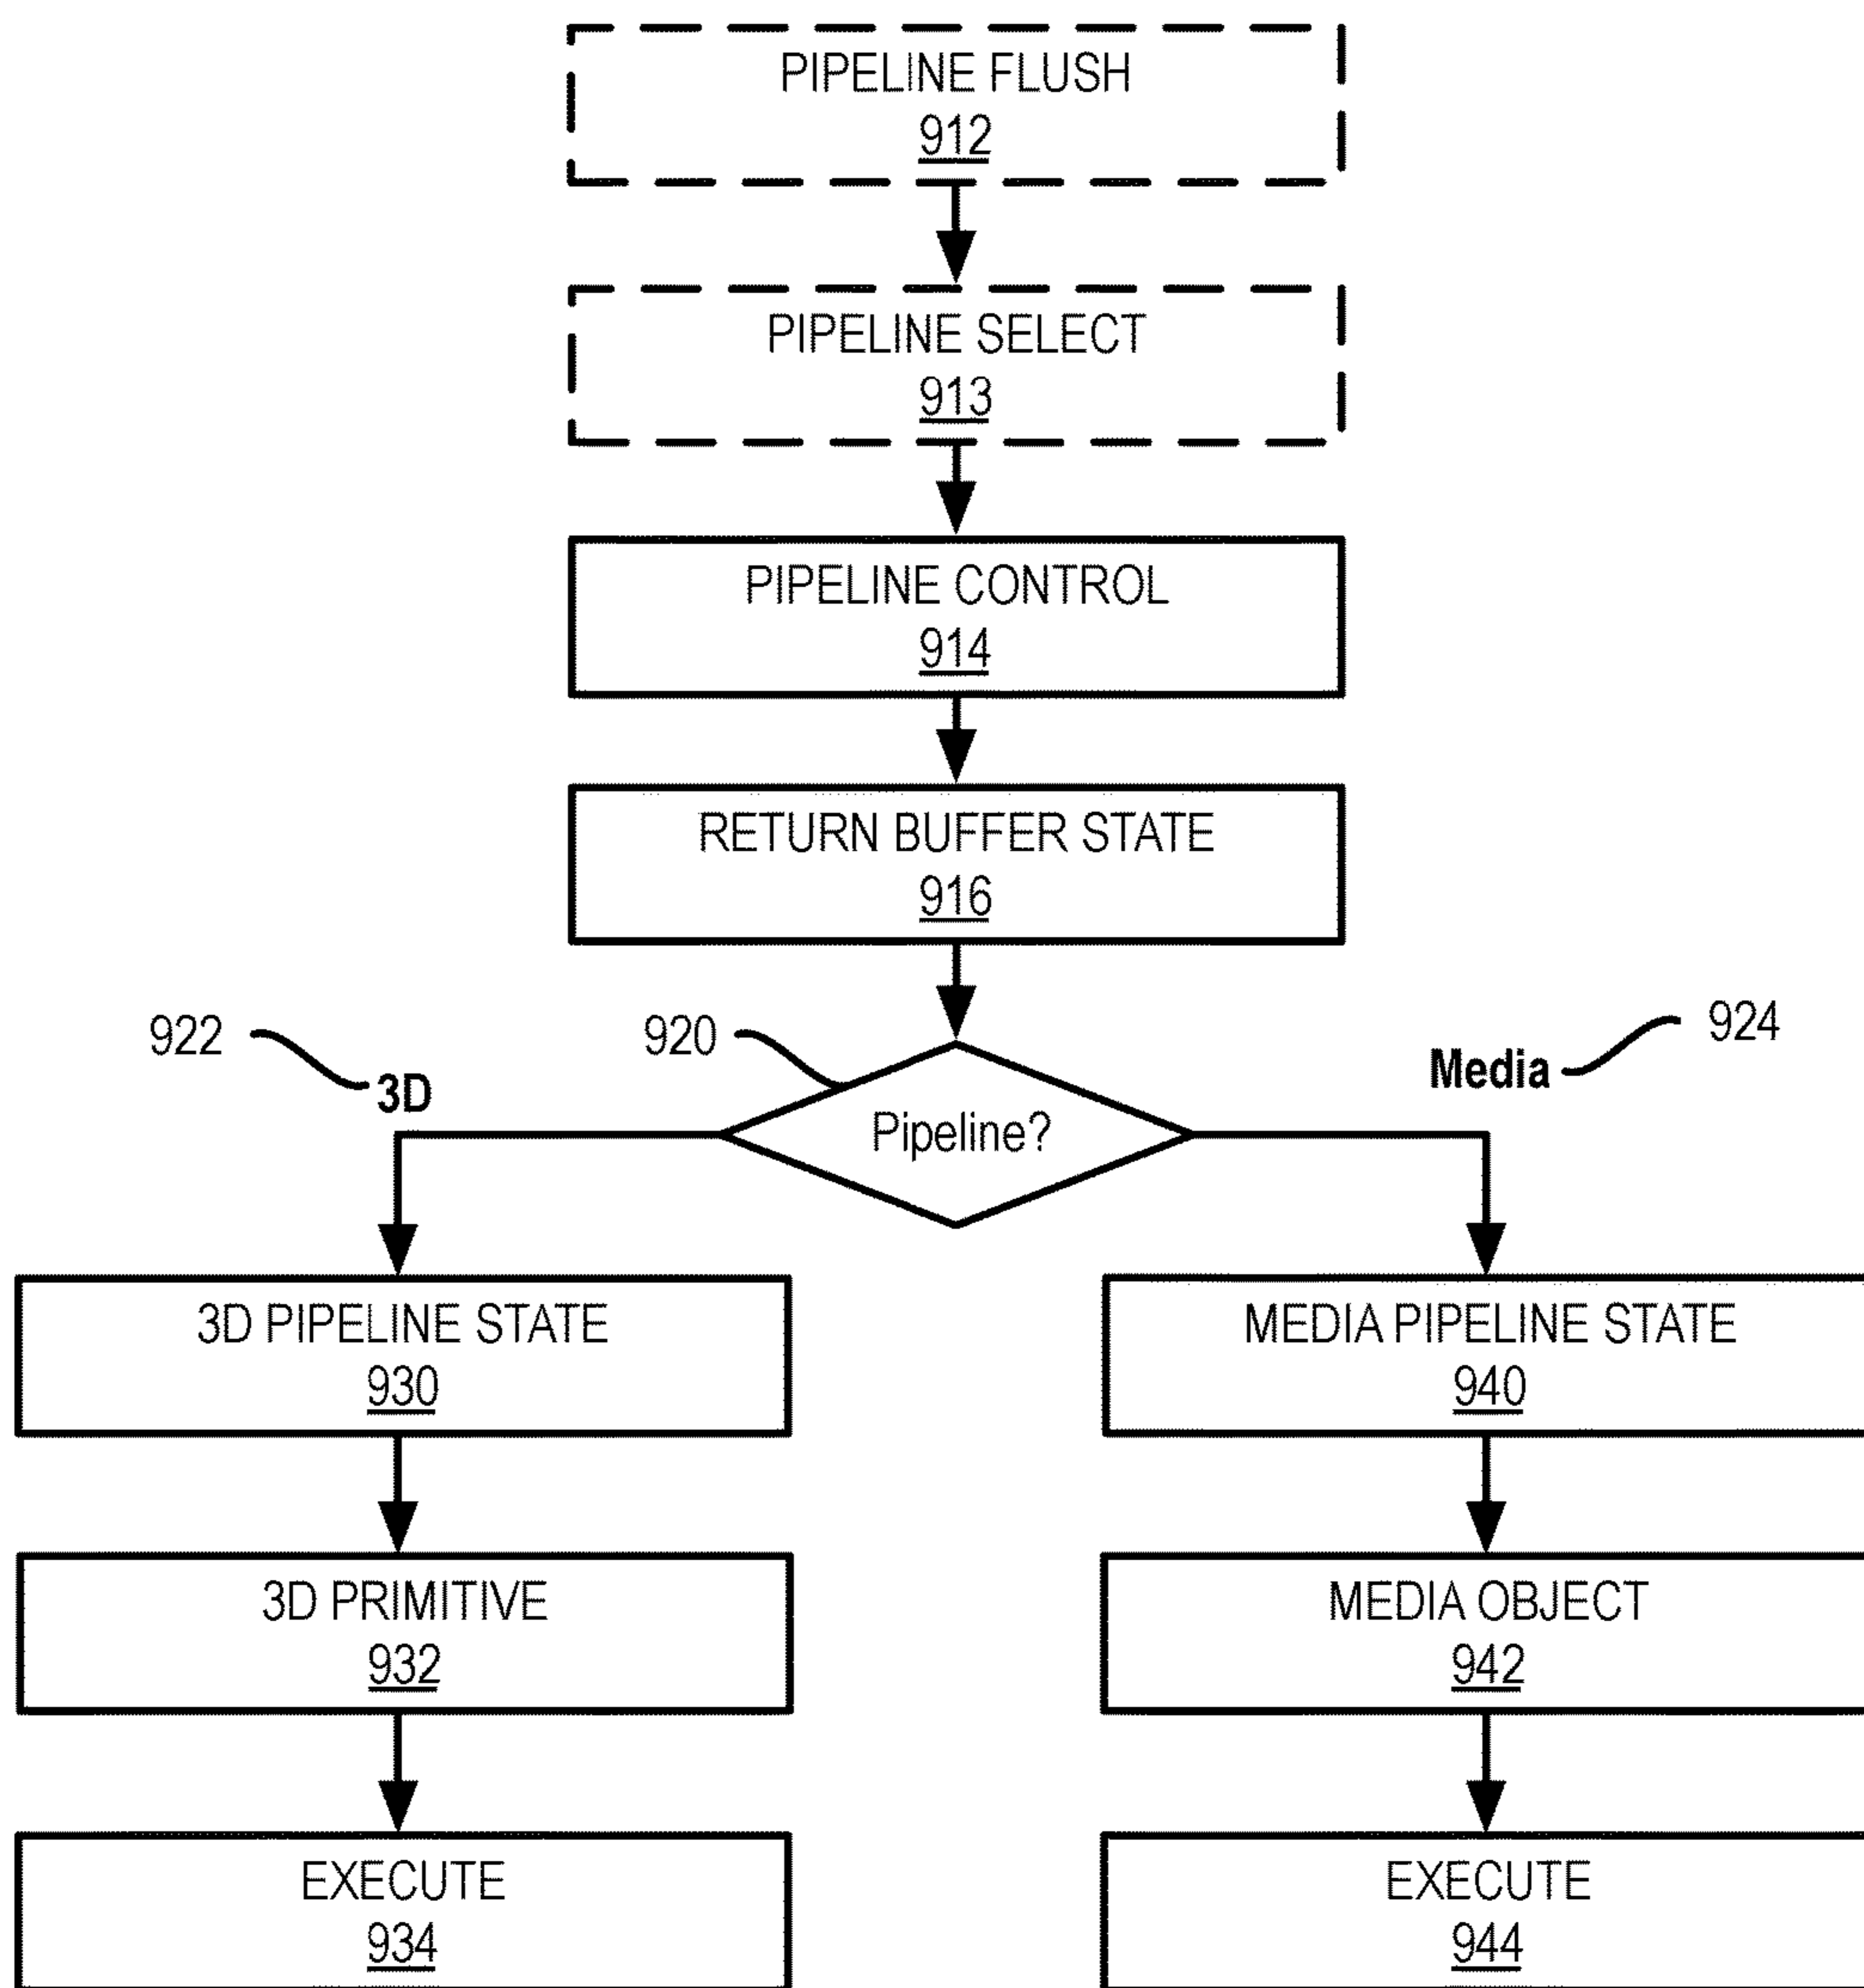 PIPELINE FLUSH
912
PIPELINE SELECT
913
PIPELINE CONTROL
914
RETURN BUFFER STATE
916
922
920
924
3D
Media
Pipeline?
3D PIPELINE STATE
930
MEDIA PIPELINE STATE
940
3D PRIMITIVE
932
MEDIA OBJECT
942
EXECUTE
934
EXECUTE
944